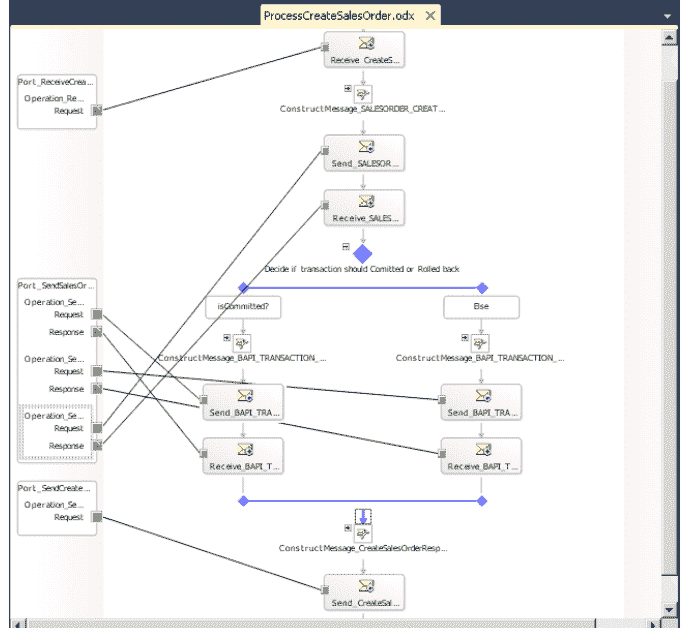 ProcessCreateSalesOrder.odx
Receive_CreateS...
Port_ReceiveCrea...
Operation_Re...
Request
ConstructMessage_SALESORDER_CREAT ...
Send_SALESOR...
Receive_SALES...
Decide if transaction should Comitted or Rolled back
Port_SendSalesOr...
Operation_Se...
Request
Response
Operation_Se...
Request
Response
Operation_Se...
Request
Response
isCommitted?
Else
ConstructMessage_BAPI_TRANSACTION_...
ConstructMessage_BAPI_TRANSACTION_...
Send_BAPI_TRA...
Send_BAPI_TRA...
Receive_BAPI_T...
Receive_BAPI_T...
Port_SendCreate...
Operation_Se...
Request
ConstructMessage_CreateSalesOrderResp...
Send_CreateSal...